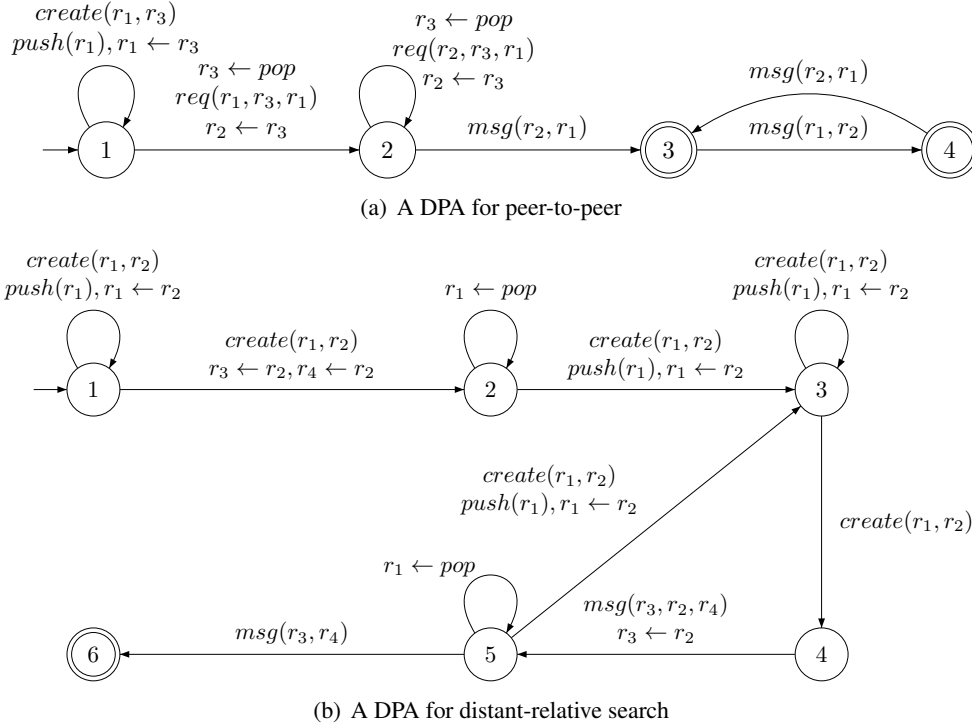 create(r₁, r₃)
push(r₁), r₁ ← r₃
r₃ ← pop
req(r₁, r₃, r₁)
r₂ ← r₃
r₃ ← pop
req(r₂, r₃, r₁)
r₂ ← r₃
msg(r₂, r₁)
msg(r₂, r₁)
msg(r₁, r₂)
1
2
3
4
(a) A DPA for peer-to-peer
create(r₁, r₂)
push(r₁), r₁ ← r₂
create(r₁, r₂)
r₃ ← r₂, r₄ ← r₂
r₁ ← pop
create(r₁, r₂)
push(r₁), r₁ ← r₂
create(r₁, r₂)
push(r₁), r₁ ← r₂
1
2
3
create(r₁, r₂)
push(r₁), r₁ ← r₂
create(r₁, r₂)
r₁ ← pop
msg(r₃, r₂, r₄)
r₃ ← r₂
msg(r₃, r₄)
6
5
4
(b) A DPA for distant-relative search